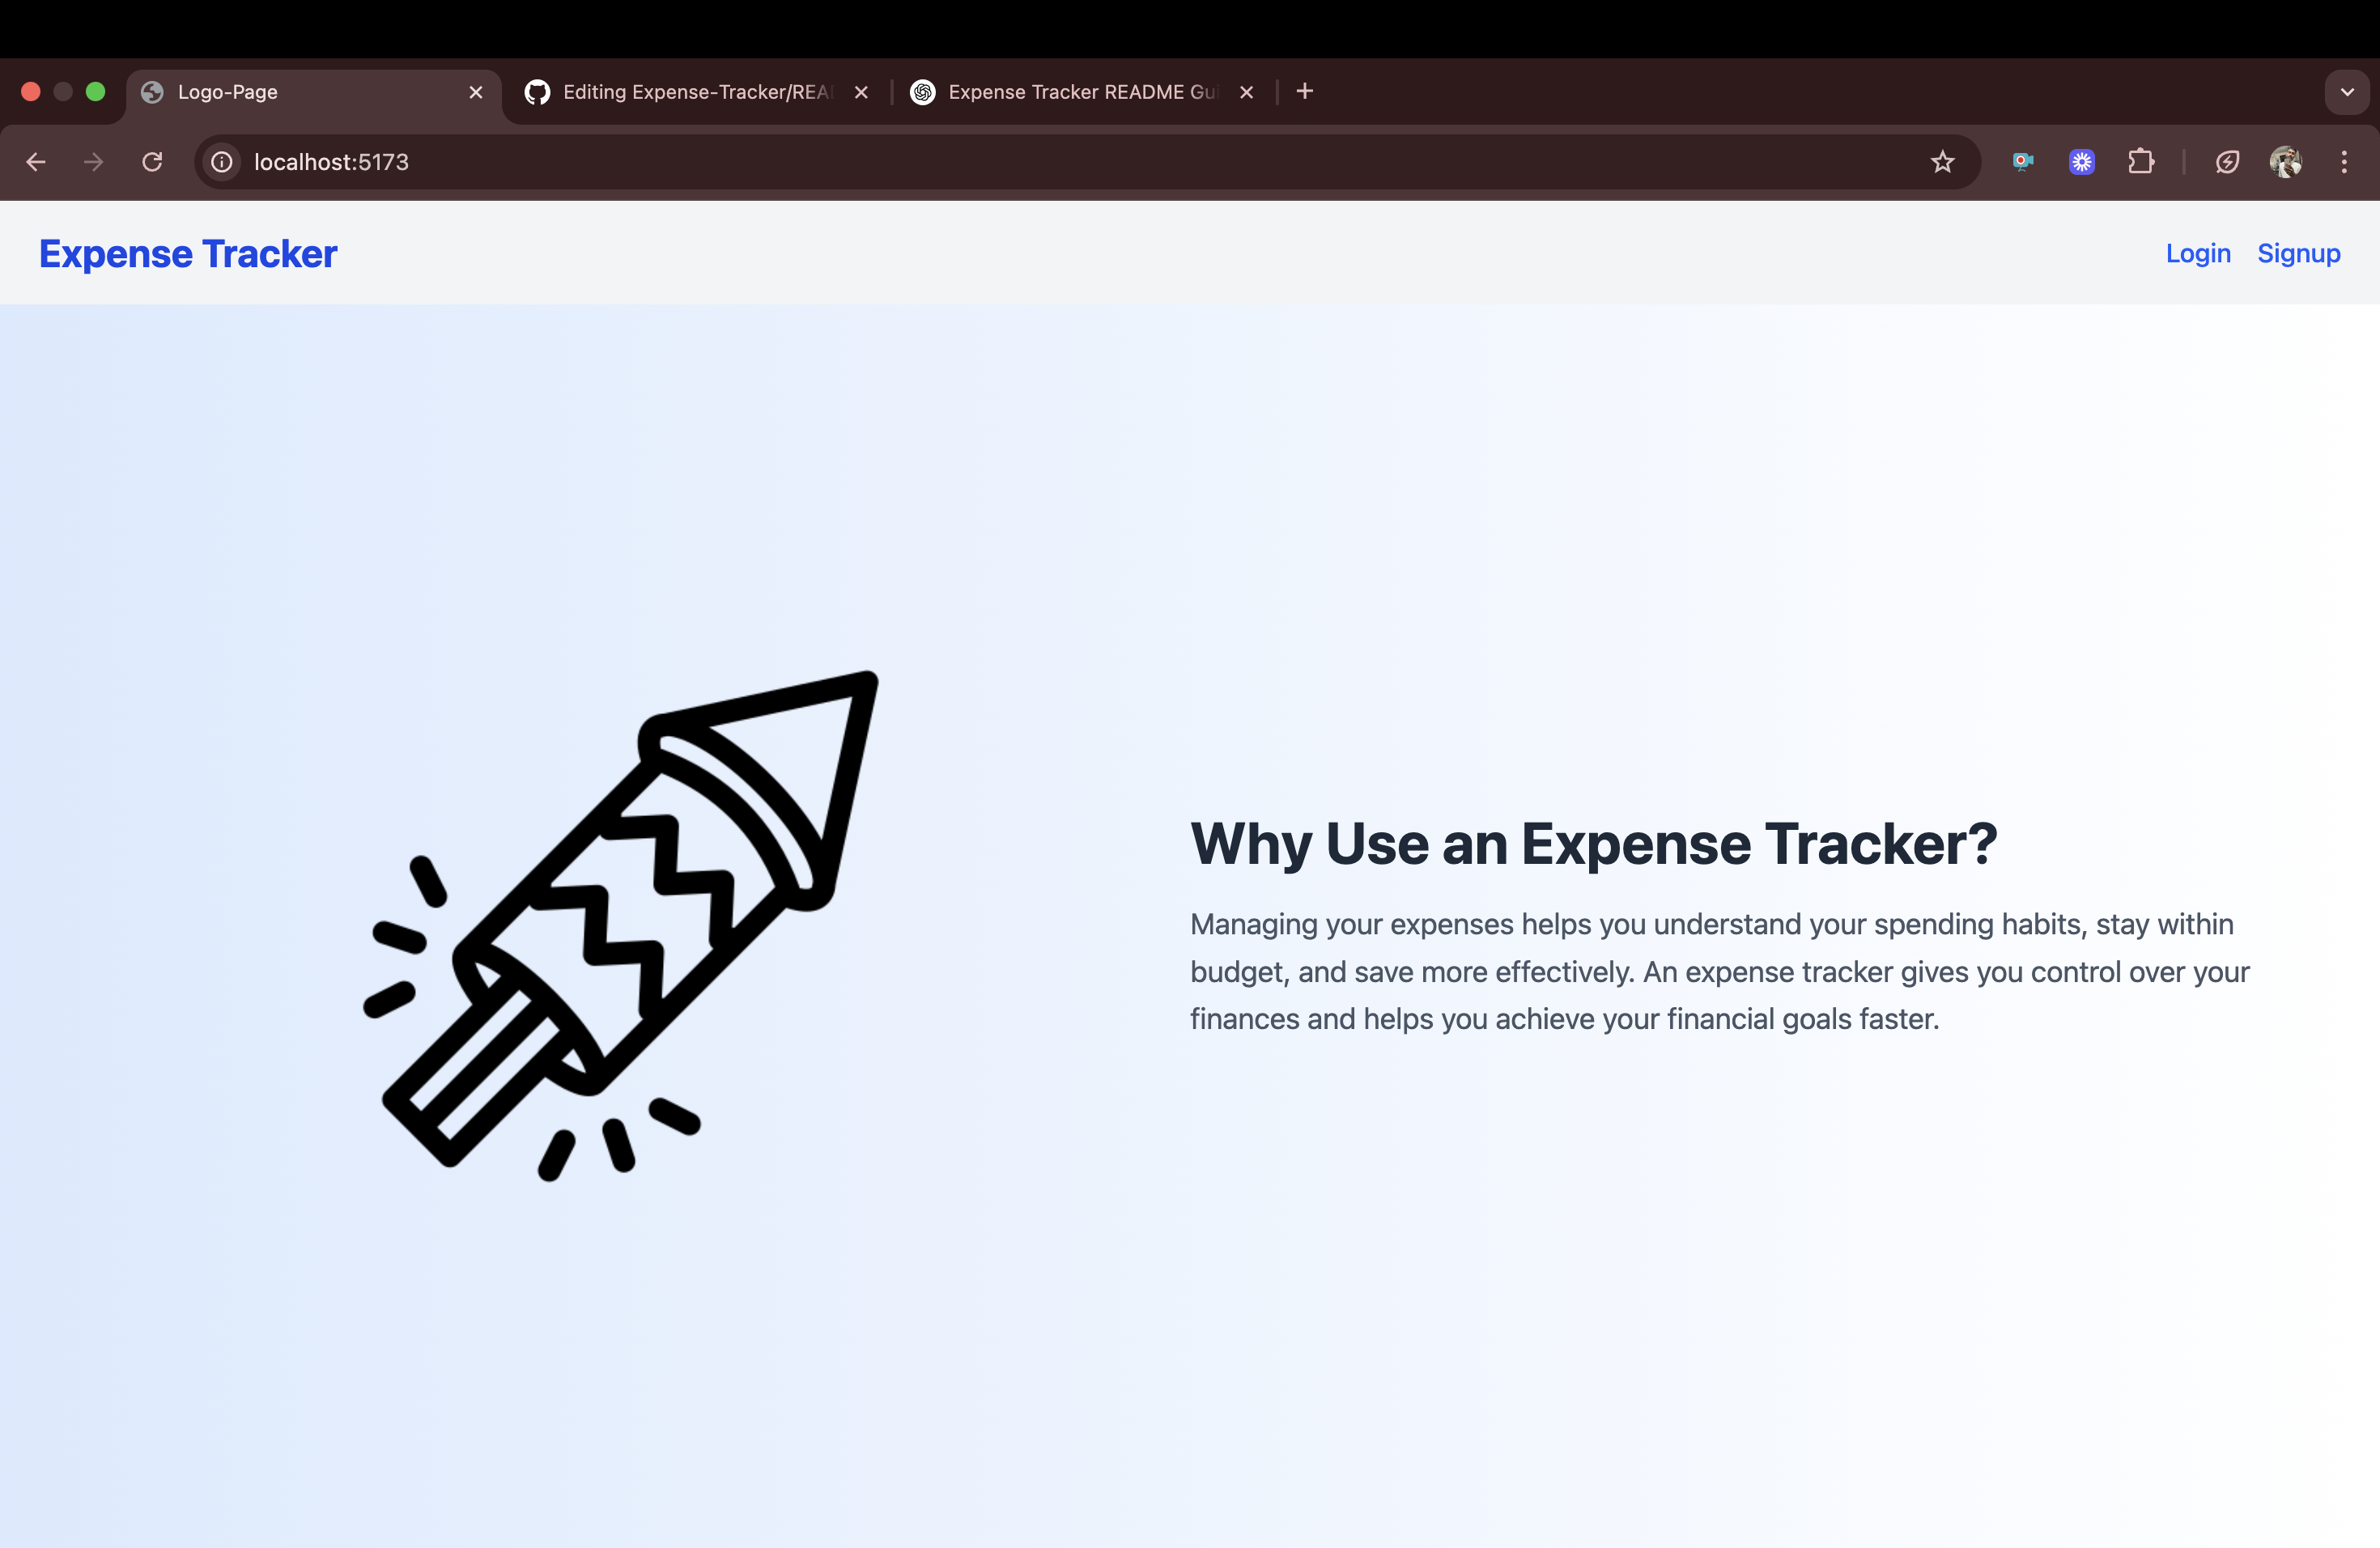 Logo-Page
Editing Expense-Tracker/REA
Expense Tracker README Gu
localhost:5173
Expense Tracker
Login Signup
Why Use an Expense Tracker?
Managing your expenses helps you understand your spending habits, stay within
budget, and save more effectively. An expense tracker gives you control over your
finances and helps you achieve your financial goals faster.